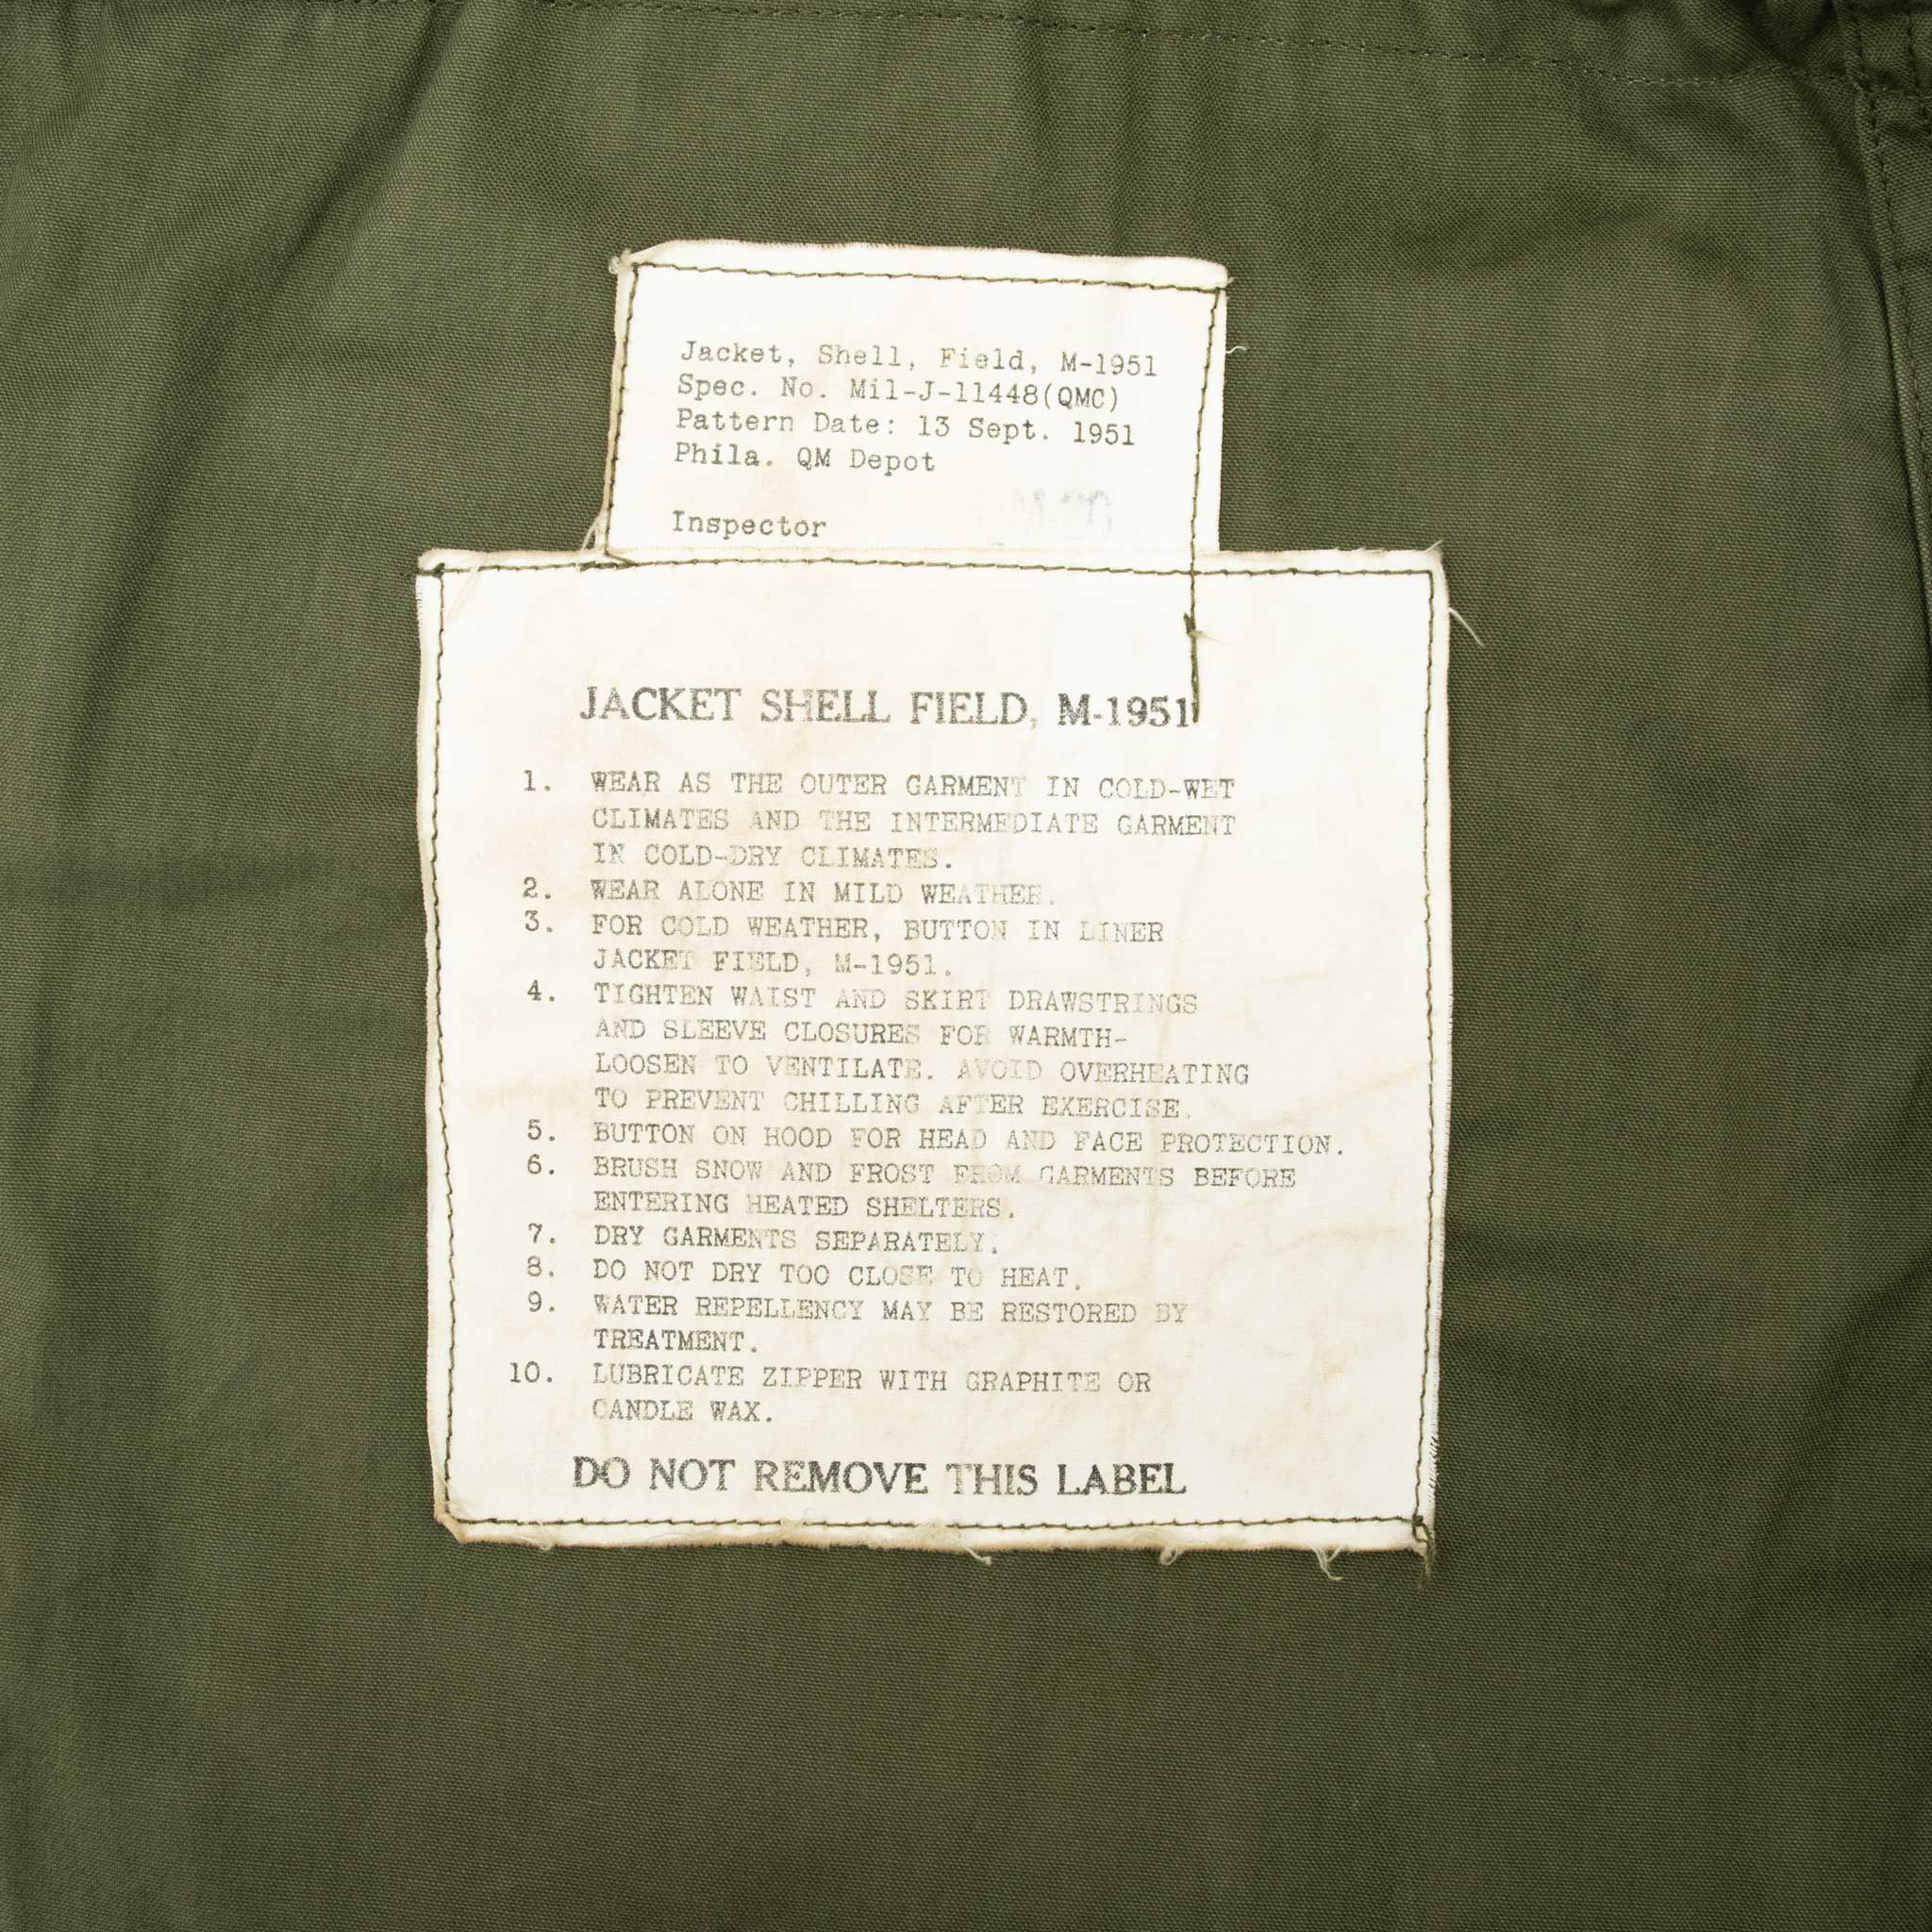 Jacket, Shell, Field, M-1951
Spec. No. Mil-J-11448(QMC)
Pattern Date: 13 Sept. 1951
Phila. QM Depot
Inspector
JACKET SHELL FIELD, M-1951
1. WEAR AS THE OUTER GARMENT IN COLD-WET
CLIMATES AND THE INTERMEDIATE GARMENT
IN COLD-DRY CLIMATES.
2. WEAR ALONE IN MILD WEATHER.
3. FOR COLD WEATHER, BUTTON IN LINER
JACKET FIELD, M-1951.
4. TIGHTEN WAIST AND SKIRT DRAWSTRINGS
AND SLEEVE CLOSURES FOR WARMTH-
LOOSEN TO VENTILATE. AVOID OVERHEATING
TO PREVENT CHILLING AFTER EXERCISE.
5. BUTTON ON HOOD FOR HEAD AND FACE PROTECTION.
6. BRUSH SNOW AND FROST FROM GARMENTS BEFORE
ENTERING HEATED SHELTERS.
7. DRY GARMENTS SEPARATELY.
8. DO NOT DRY TOO CLOSE TO HEAT.
9. WATER REPELLENCY MAY BE RESTORED BY
TREATMENT.
10. LUBRICATE ZIPPER WITH GRAPHITE OR
CANDLE WAX.
DO NOT REMOVE THIS LABEL